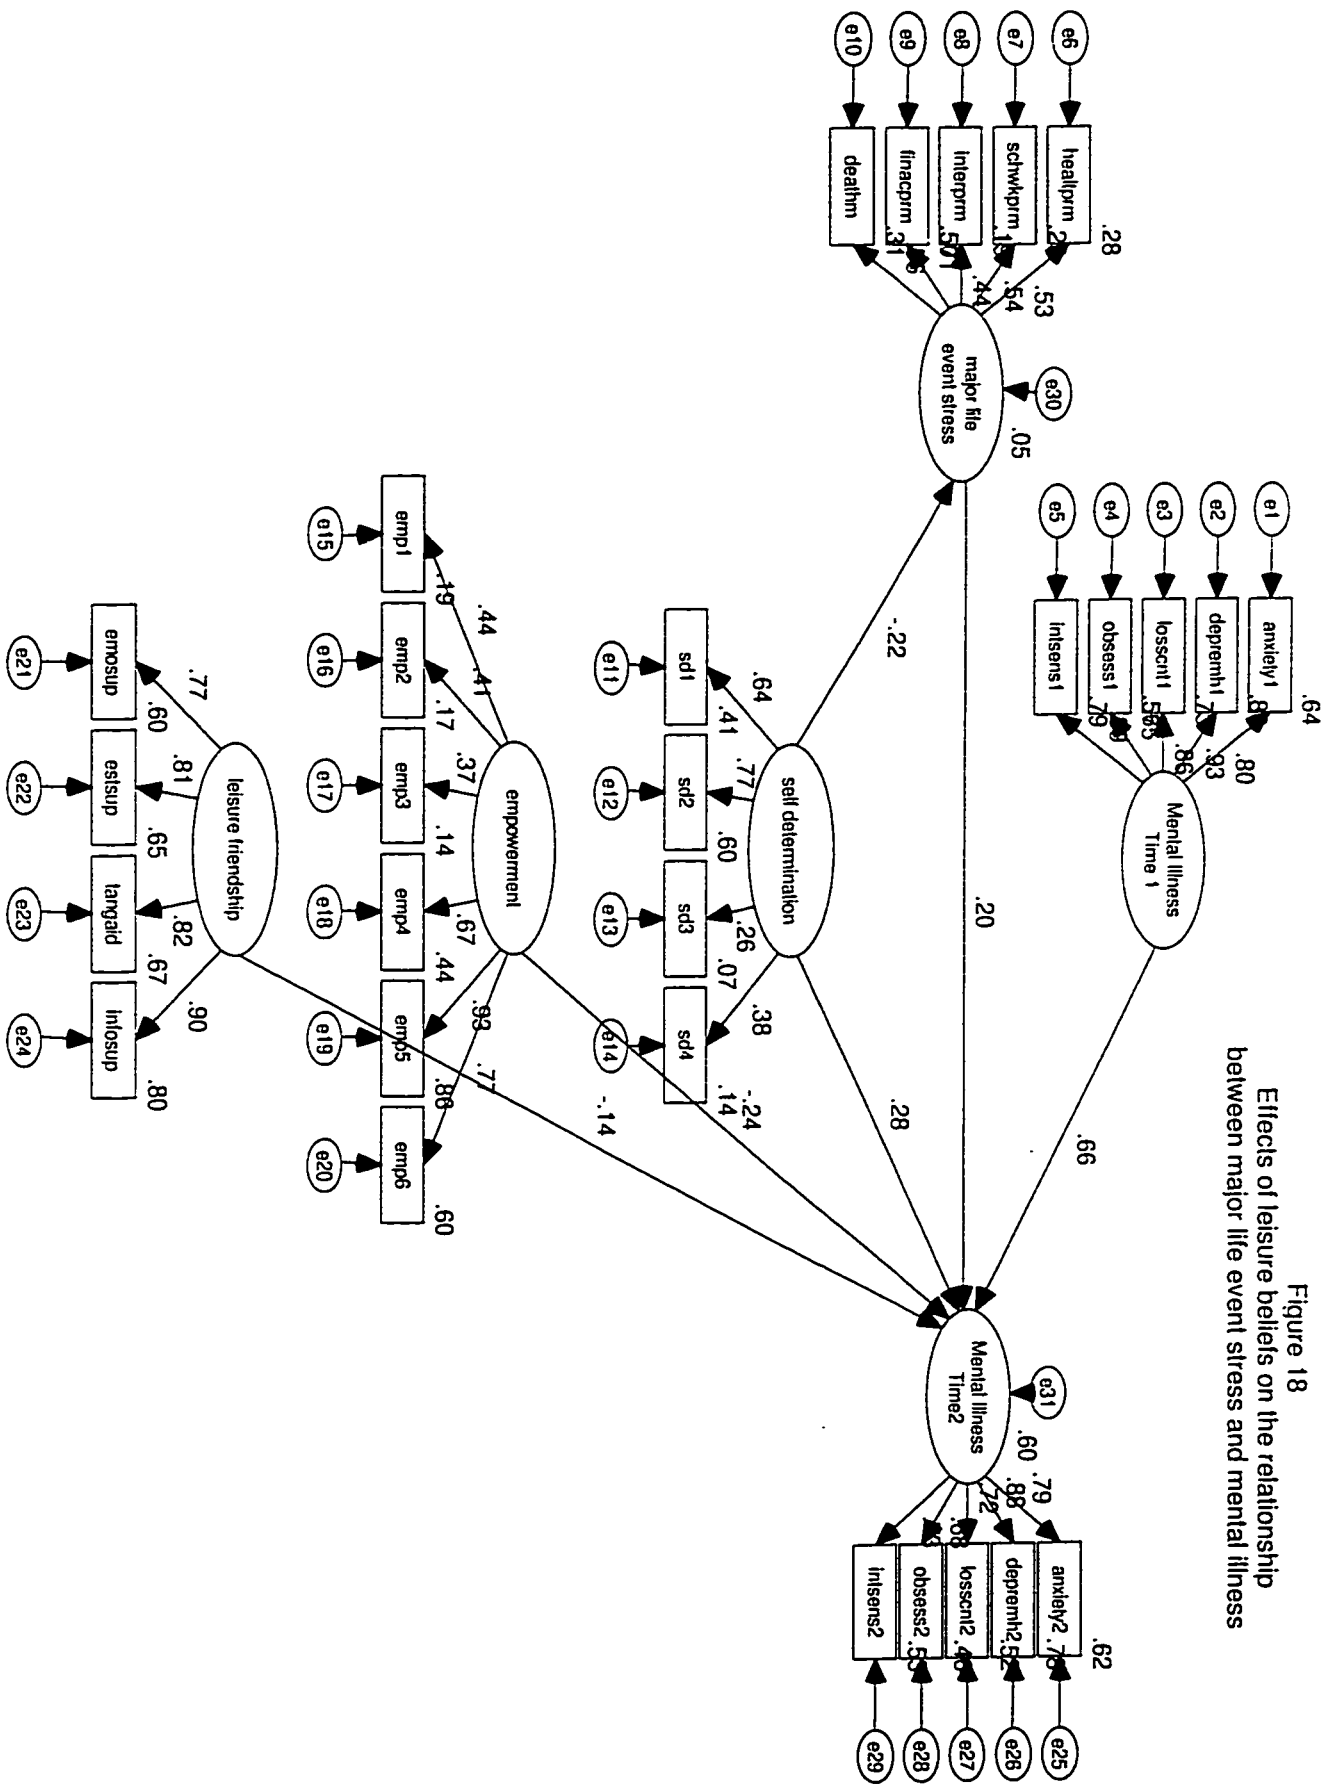 Figure 18
Effects of leisure beliefs on the relationship
between major life event stress and mental illness
e1
e2
e3
e4
e5
anxiety1
depremh1
losscnt1
obsess1
intsens1
.64
.80
.93
.86
.79
Mental Illness
Time 1
.66
e6
e7
e8
e9
e10
healtprm
schwkprm
interprm
finacprm
deathm
.28
.53
.54
.44
.31
major life
event stress
e30
.05
.20
-.22
self determination
.64
.77
.26
.38
sd1
sd2
sd3
sd4
.41
.60
.07
.14
e11
e12
e13
e14
.28
empowerment
.44
.41
.37
.67
.93
.77
emp1
emp2
emp3
emp4
emp5
emp6
.19
.17
.14
.44
.86
.60
e15
e16
e17
e18
e19
e20
-.24
leisure friendship
.77
.81
.82
.90
emosup
estsup
tangaid
infosup
.60
.65
.67
.80
e21
e22
e23
e24
-.14
Mental Illness
Time2
e31
.60
.79
.88
.72
.68
anxiety2
depremh2
losscnt2
obsess2
intsens2
.62
.52
e25
e26
e27
e28
e29